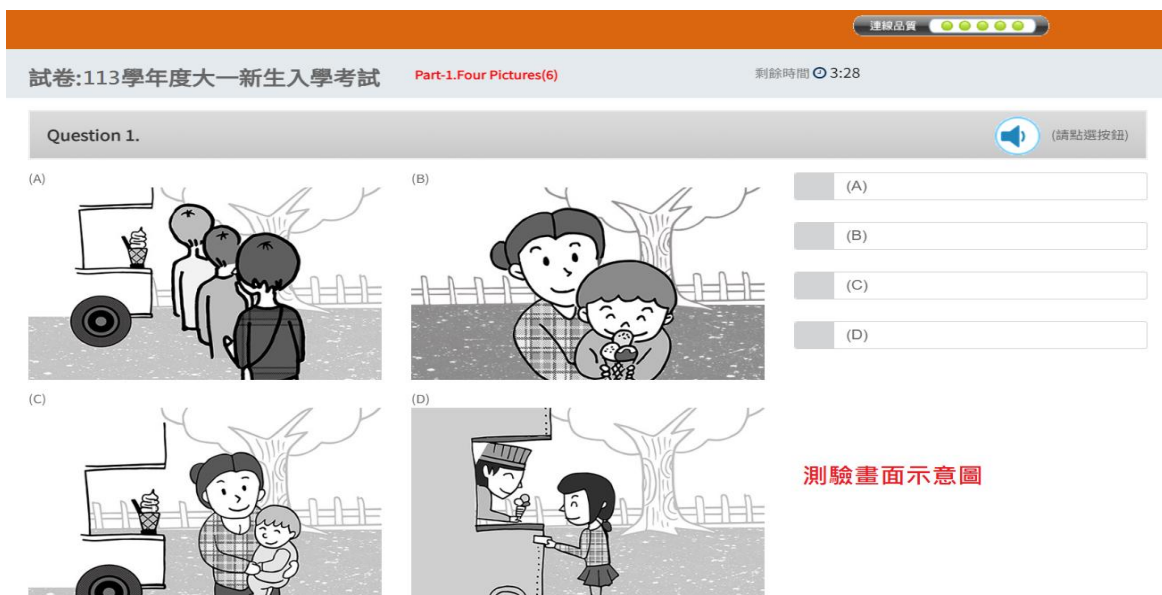 連線品質
試卷:113學年度大一新生入學考試 Part-1.Four Pictures(6) 剩餘時間 3:28
Question 1. (請點選按鈕)
(A)
(B)
(C)
(D)
(A)
(B)
(C)
(D)
測驗畫面示意圖